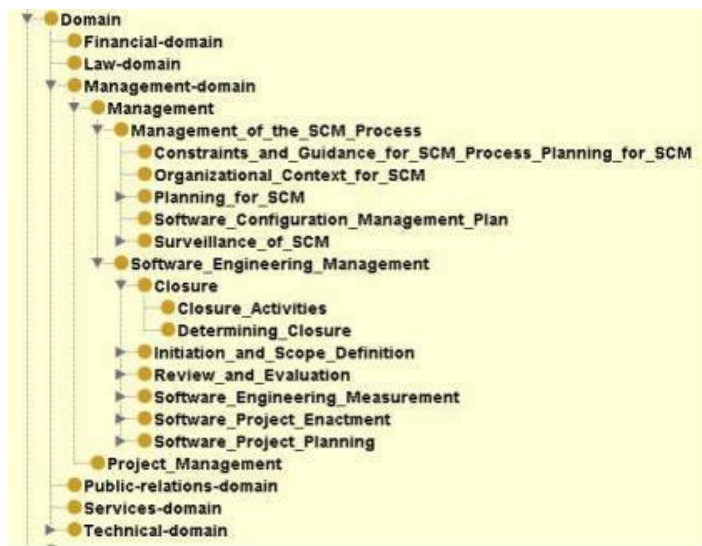 Domain
Financial-domain
Law-domain
Management-domain
Management
Management_of_the_SCM_Process
Constraints_and_Guidance_for_SCM_Process_Planning_for_SCM
Organizational_Context_for_SCM
Planning_for_SCM
Software_Configuration_Management_Plan
Surveillance_of_SCM
Software_Engineering_Management
Closure
Closure_Activities
Determining_Closure
Initiation_and_Scope_Definition
Review_and_Evaluation
Software_Engineering_Measurement
Software_Project_Enactment
Software_Project_Planning
Project_Management
Public-relations-domain
Services-domain
Technical-domain